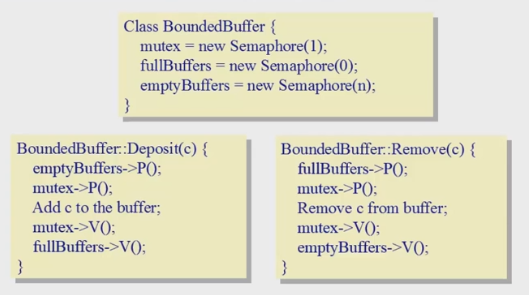 Class BoundedBuffer {
mutex = new Semaphore(1);
fullBuffers = new Semaphore(0);
emptyBuffers = new Semaphore(n);
}
BoundedBuffer::Deposit(c) {
emptyBuffers->P();
mutex->P();
Add c to the buffer;
mutex->V();
fullBuffers->V();
}
BoundedBuffer::Remove(c) {
fullBuffers->P();
mutex->P();
Remove c from buffer;
mutex->V();
emptyBuffers->V();
}